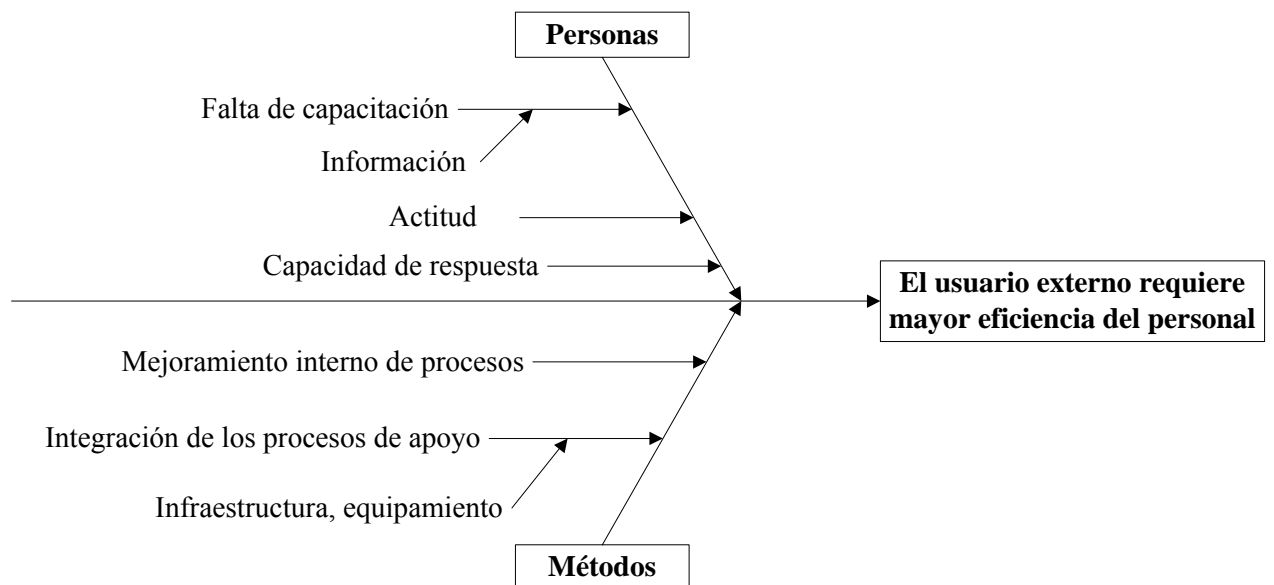 Personas
Falta de capacitación
Información
Actitud
Capacidad de respuesta
El usuario externo requiere
mayor eficiencia del personal
Mejoramiento interno de procesos
Integración de los procesos de apoyo
Infraestructura, equipamiento
Métodos